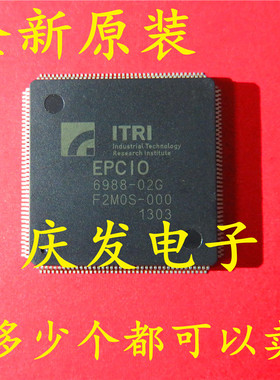 全新原装
ITRI
Industrial Technology
Research Institute
EPCIO
6988-02G
F2M0S-000
1303
庆发电子
多少个都可以卖